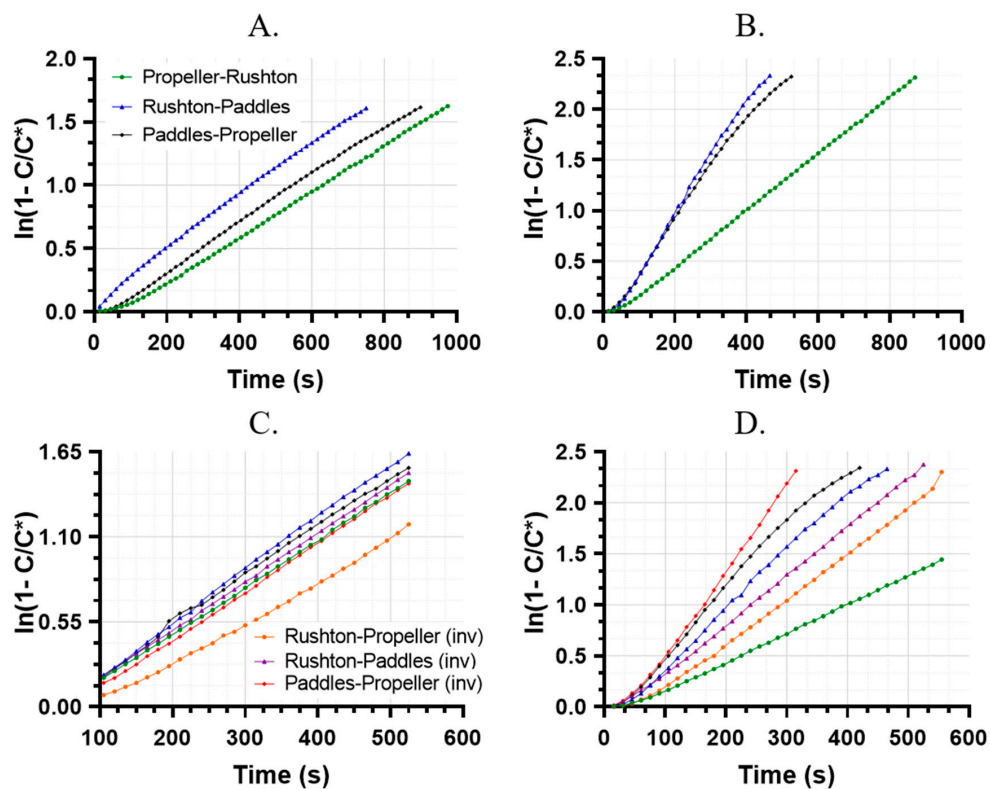 A.
2.0
1.5
1.0
0.5
0.0
ln(1- C/C*)
Propeller-Rushton
Rushton-Paddles
Paddles-Propeller
0 200 400 600 800 1000
Time (s)
B.
2.5
2.0
1.5
1.0
0.5
0.0
ln(1- C/C*)
0 200 400 600 800 1000
Time (s)
C.
1.65
1.10
0.55
0.00
ln(1- C/C*)
Rushton-Propeller (inv)
Rushton-Paddles (inv)
Paddles-Propeller (inv)
100 200 300 400 500 600
Time (s)
D.
2.5
2.0
1.5
1.0
0.5
0.0
ln(1- C/C*)
0 100 200 300 400 500 600
Time (s)